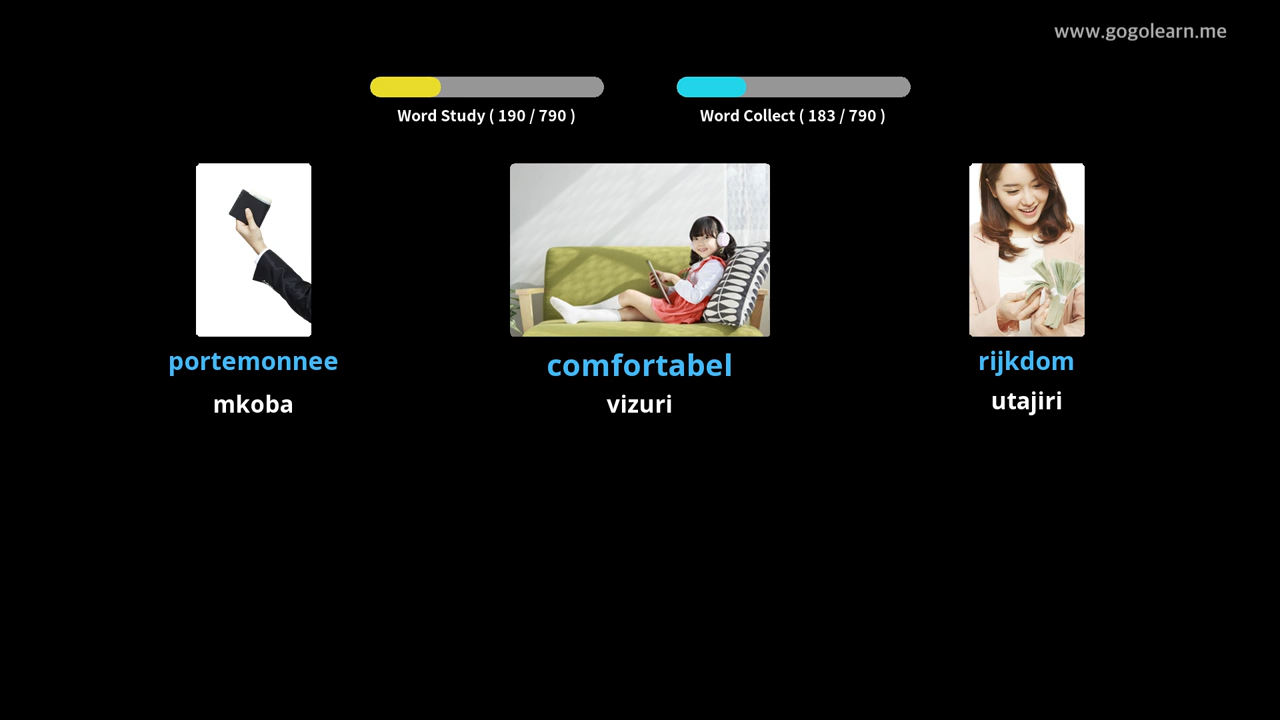 www.gogolearn.me
Word Study ( 190 / 790 )
Word Collect ( 183 / 790 )
portemonnee
mkoba
comfortabel
vizuri
rijkdom
utajiri